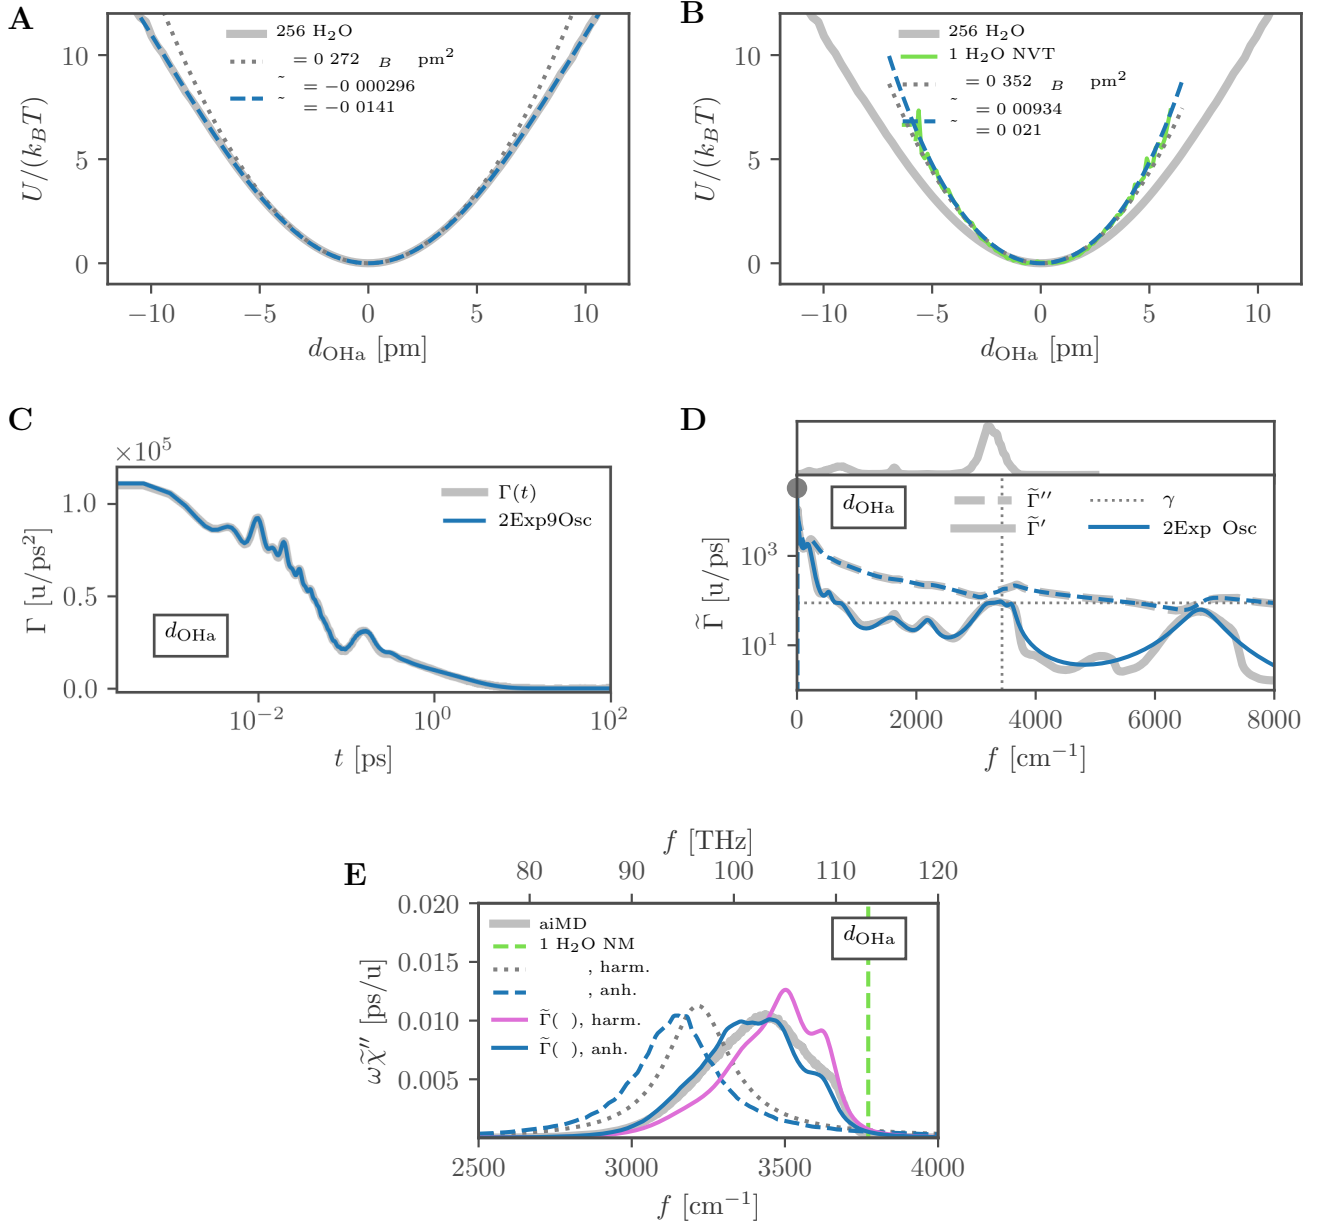 A
256 H₂O
= 0 272 B pm²
˜ = −0 000296
˜ = −0 0141
U/(k_BT)
10
5
0
−10 −5 0 5 10
d_OHa [pm]
B
256 H₂O
1 H₂O NVT
= 0 352 B pm²
˜ = 0 00934
˜ = 0 021
U/(k_BT)
10
5
0
−10 −5 0 5 10
d_OHa [pm]
C
×10⁵
Γ(t)
2Exp9Osc
d_OHa
Γ [u/ps²]
1.0
0.5
0.0
10⁻² 10⁰ 10²
t [ps]
D
d_OHa
Γ̃′′
Γ̃′
γ
2Exp Osc
Γ̃ [u/ps]
10³
10¹
0 2000 4000 6000 8000
f [cm⁻¹]
E
f [THz]
80 90 100 110 120
aiMD
1 H₂O NM
, harm.
, anh.
Γ̃( ), harm.
Γ̃( ), anh.
d_OHa
ωχ̃′′ [ps/u]
0.020
0.015
0.010
0.005
2500 3000 3500 4000
f [cm⁻¹]